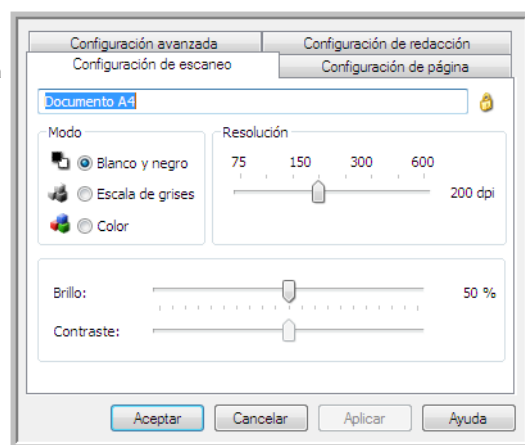 Configuración avanzada Configuración de redacción
Configuración de escaneo Configuración de página
Documento A4
Modo
Blanco y negro
Escala de grises
Color
Resolución
75 150 300 600
200 dpi
Brillo: 50 %
Contraste:
Aceptar Cancelar Aplicar Ayuda